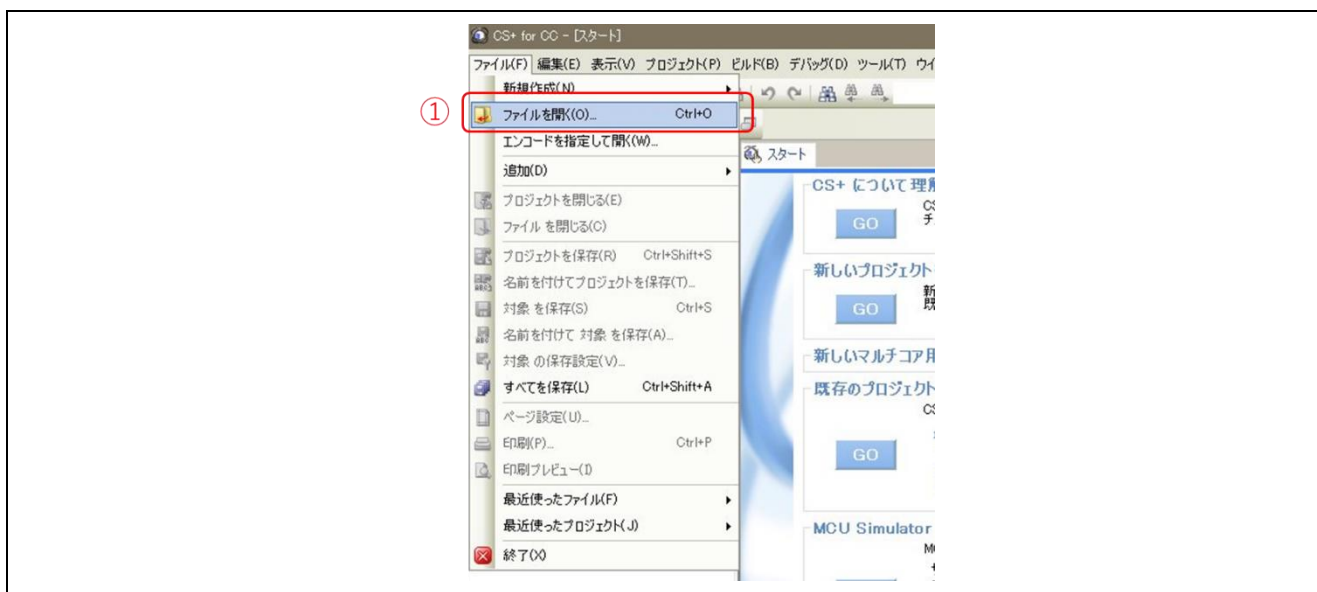 CS+ for CC - [スタート]
ファイル(F) 編集(E) 表示(V) プロジェクト(P) ビルド(B) デバッグ(D) ツール(T) ウイ
新規作成(N)
①
ファイルを開く(O)... Ctrl+O
エンコードを指定して開く(W)...
スタート
追加(D)
CS+ について理解
プロジェクトを閉じる(E)
CS
チ
GO
ファイル を閉じる(C)
プロジェクトを保存(R) Ctrl+Shift+S
新しいプロジェクト
名前を付けてプロジェクトを保存(T)...
新
既
GO
対象 を保存(S) Ctrl+S
名前を付けて 対象 を保存(A)...
対象 の保存設定(V)...
新しいマルチコア用
すべてを保存(L) Ctrl+Shift+A
既存のプロジェクト
CS
ページ設定(U)...
印刷(P)... Ctrl+P
GO
印刷プレビュー(I)
最近使ったファイル(F)
最近使ったプロジェクト(J)
MCU Simulator
終了(X)